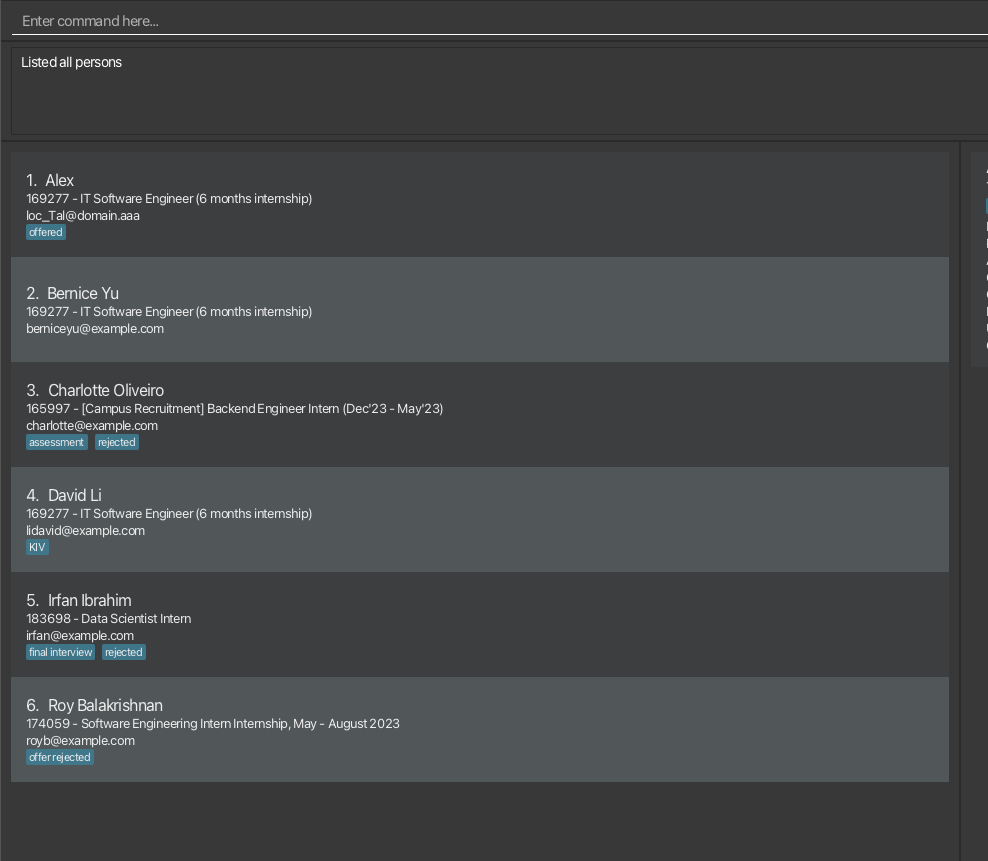 Enter command here...
Listed all persons
1. Alex
169277 - IT Software Engineer (6 months internship)
loc_Tal@domain.aaa
offered
2. Bernice Yu
169277 - IT Software Engineer (6 months internship)
berniceyu@example.com
3. Charlotte Oliveiro
165997 - [Campus Recruitment] Backend Engineer Intern (Dec'23 - May'23)
charlotte@example.com
assessment rejected
4. David Li
169277 - IT Software Engineer (6 months internship)
lidavid@example.com
KIV
5. Irfan Ibrahim
183698 - Data Scientist Intern
irfan@example.com
final interview rejected
6. Roy Balakrishnan
174059 - Software Engineering Intern Internship, May - August 2023
royb@example.com
offer rejected